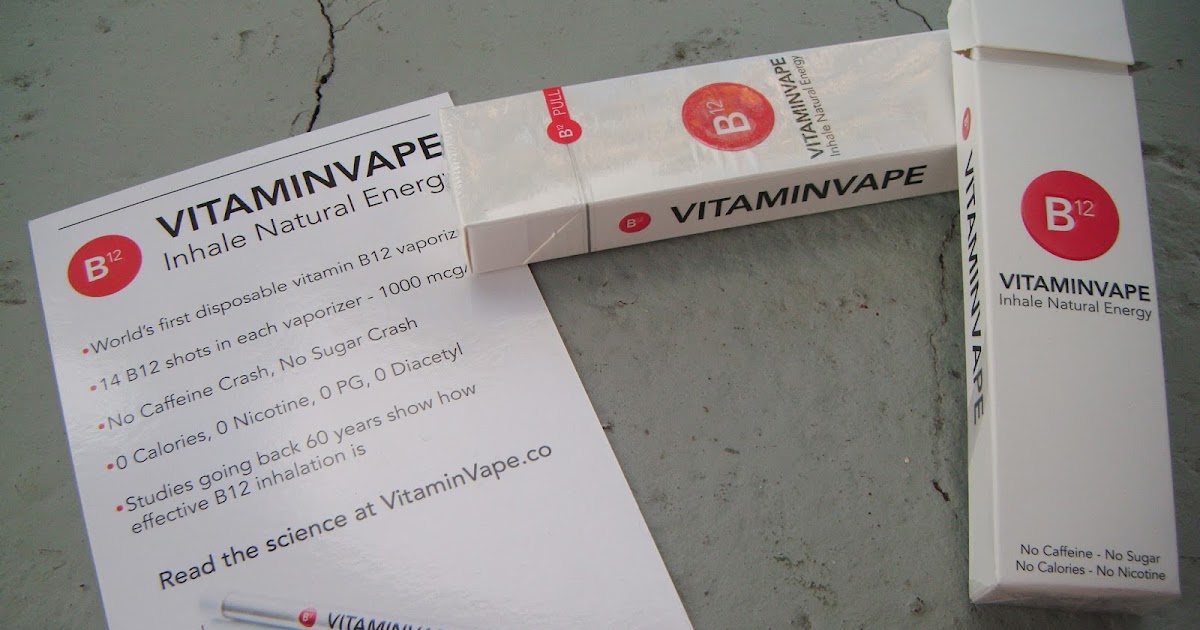 B12 VITAMINVAPE
Inhale Natural Energy
•World's first disposable vitamin B12
•14 B12 shots in each vaporizer - 1000 mcg/
•No Caffeine Crash, No Sugar Crash
•0 Calories, 0 Nicotine, 0 PG, 0 Diacetyl
•Studies going back 60 years show how
effective B12 inhalation is
Read the science at VitaminVape.co
B12 VITAMINVA
B12 PULL
B12
VITAMINVAPE
Inhale Natural Energy
B12 VITAMINVAPE
B12 VITAMINVAPE
B12
VITAMINVAPE
Inhale Natural Energy
No Caffeine - No Sugar
No Calories - No Nicotine